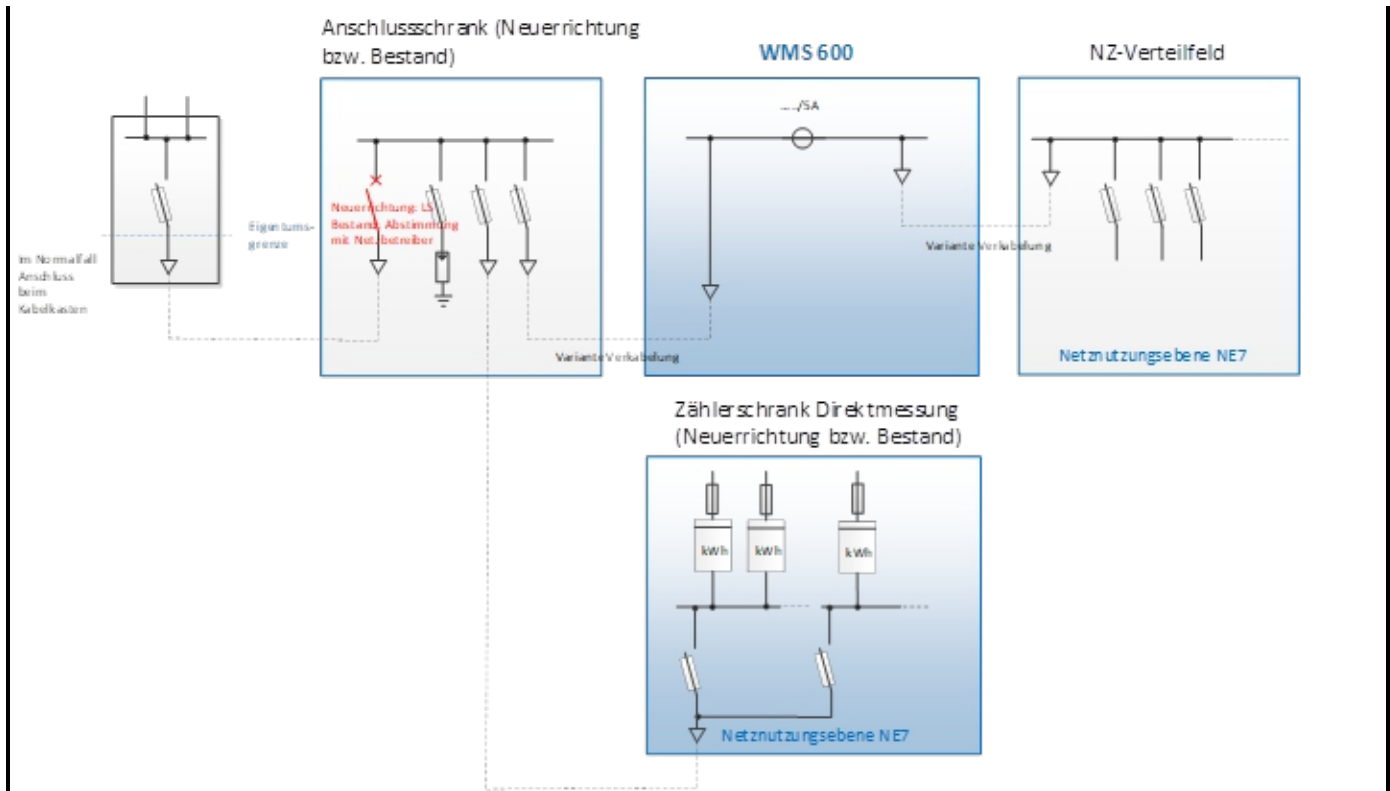 Anschlussschrank (Neuerrichtung
bzw. Bestand)
WMS 600
NZ-Verteilfeld
...../5A
Neuerrichtung: LS
Bestand: Abstimmung
mit Netzbetreiber
Eigentums-
grenze
Im Normalfall
Anschluss
beim
Kabelkasten
Variante Verkabelung
Variante Verkabelung
Netznutzungsebene NE7
Zählerschrank Direktmessung
(Neuerrichtung bzw. Bestand)
kWh
kWh
kWh
Netznutzungsebene NE7